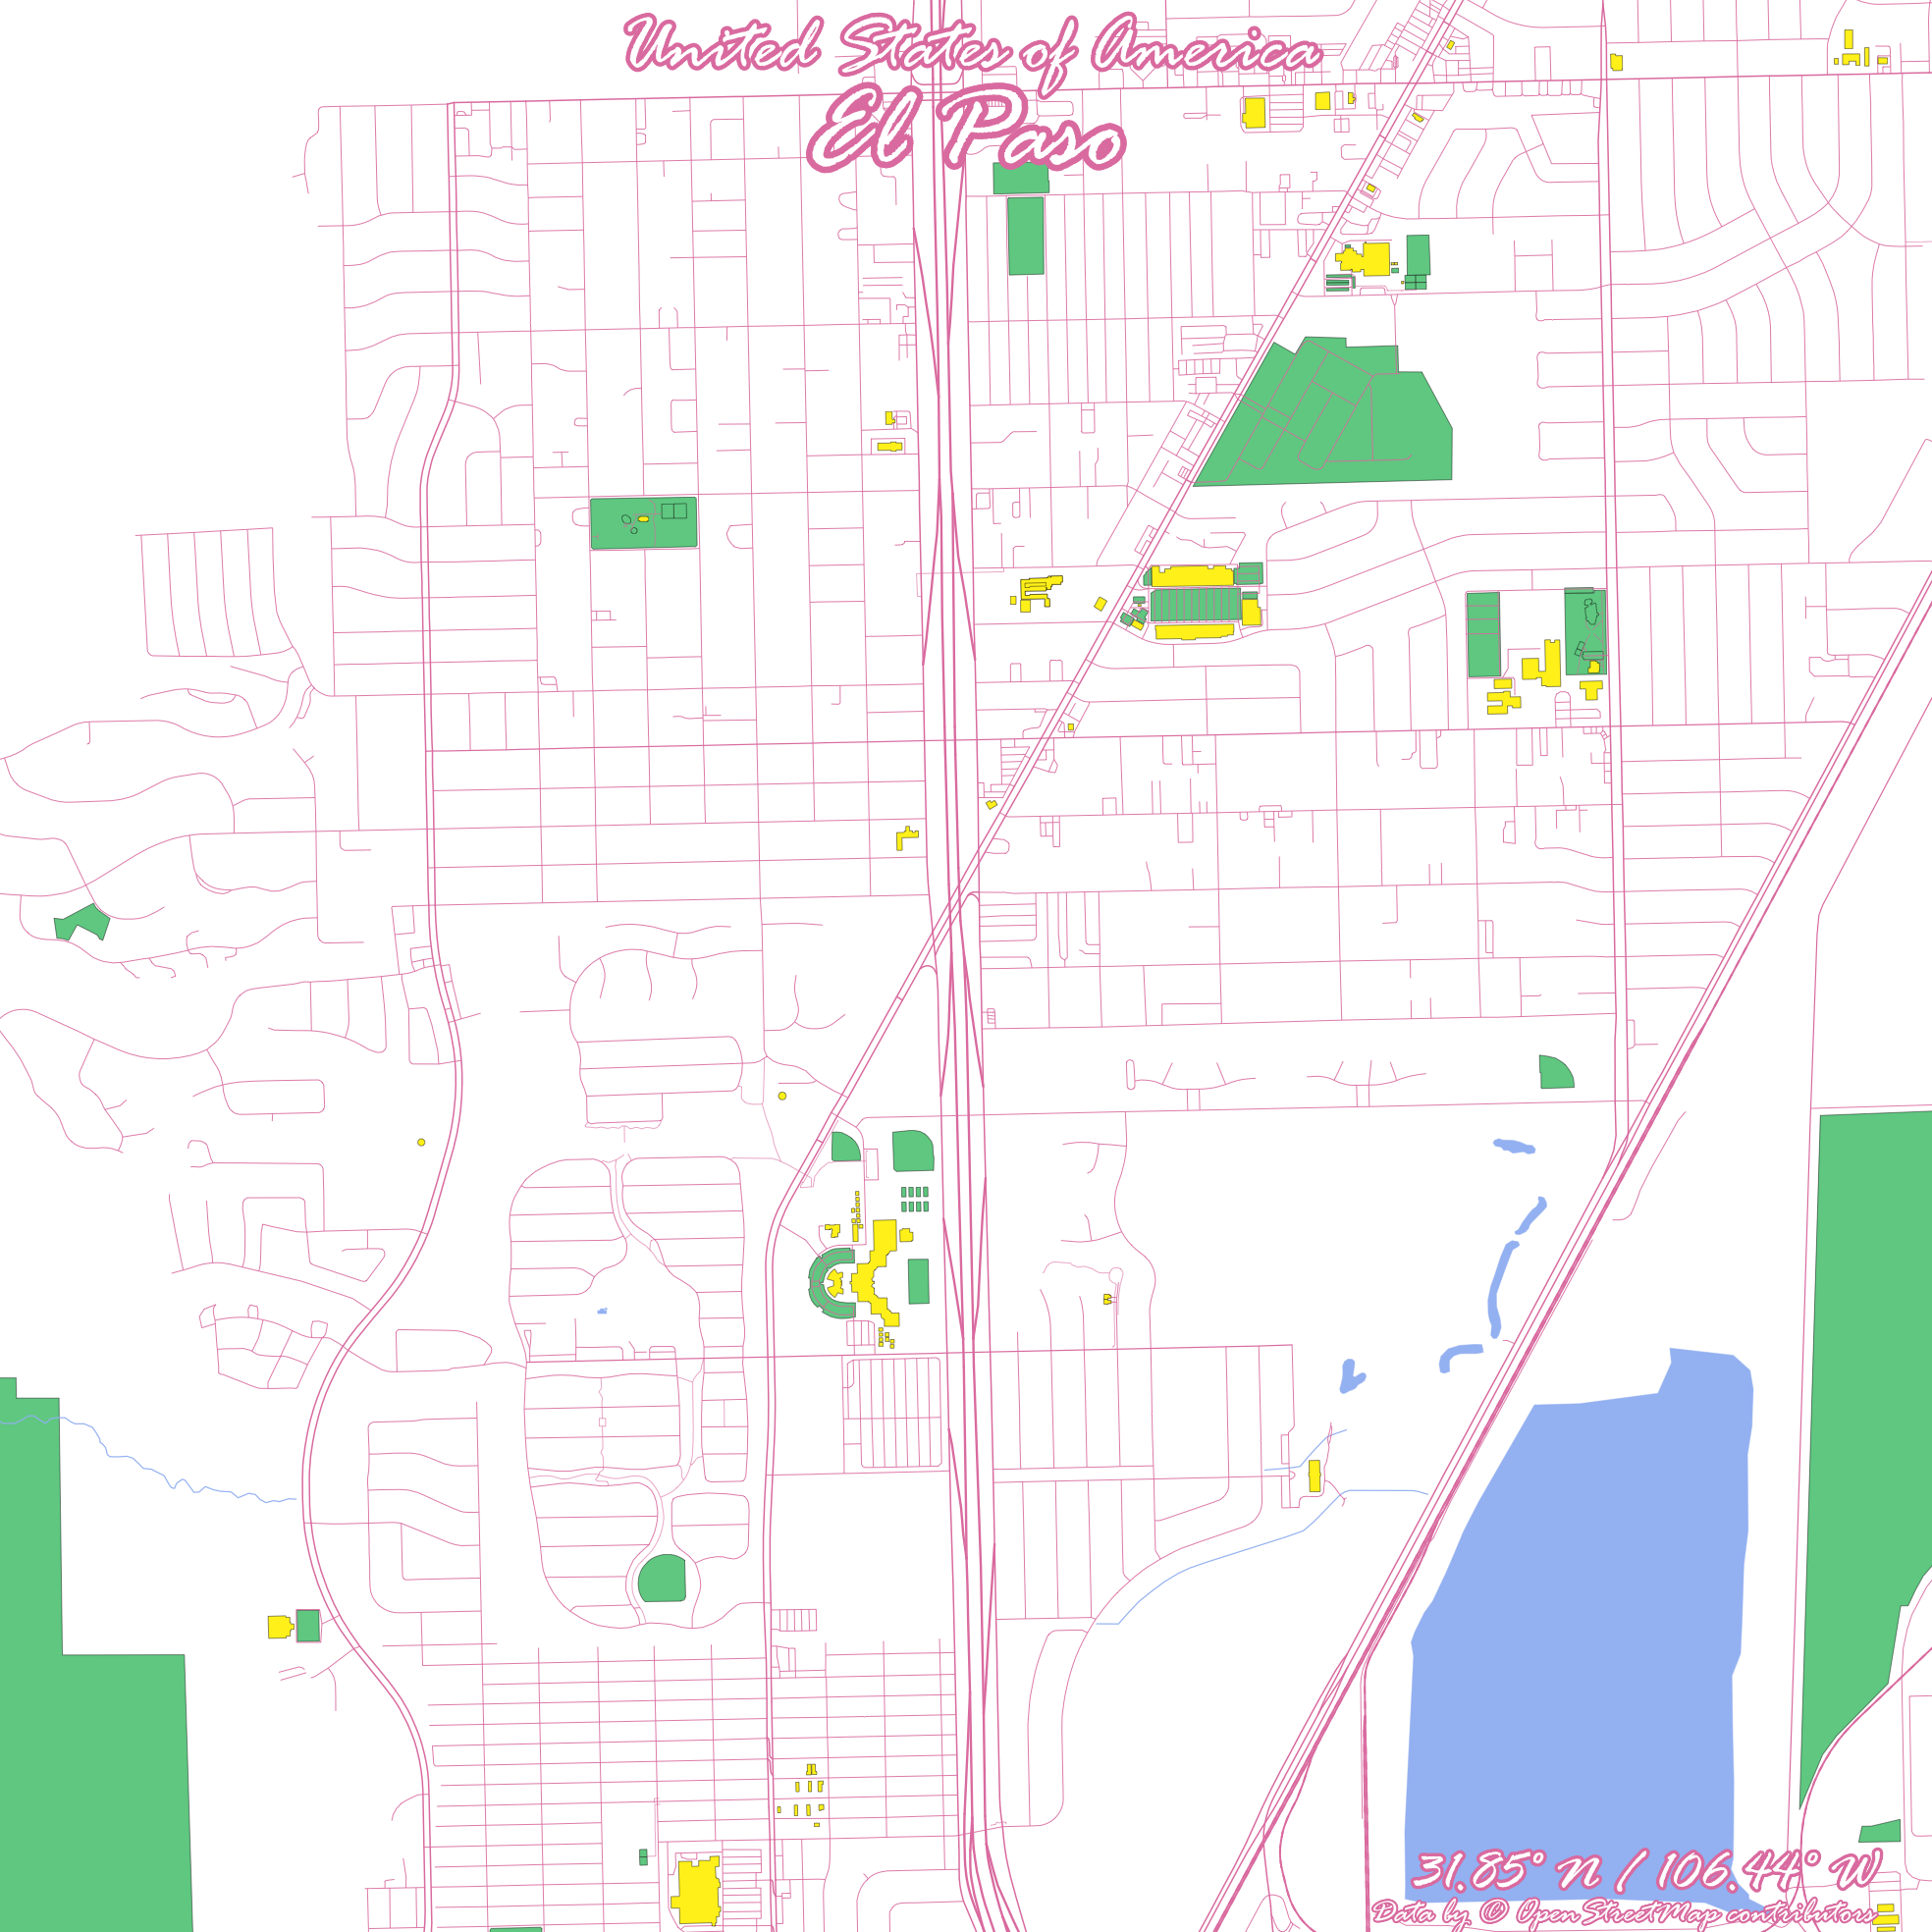 United States of America
El Paso
31.85° N / 106.44° W
Data by © OpenStreetMap contributors